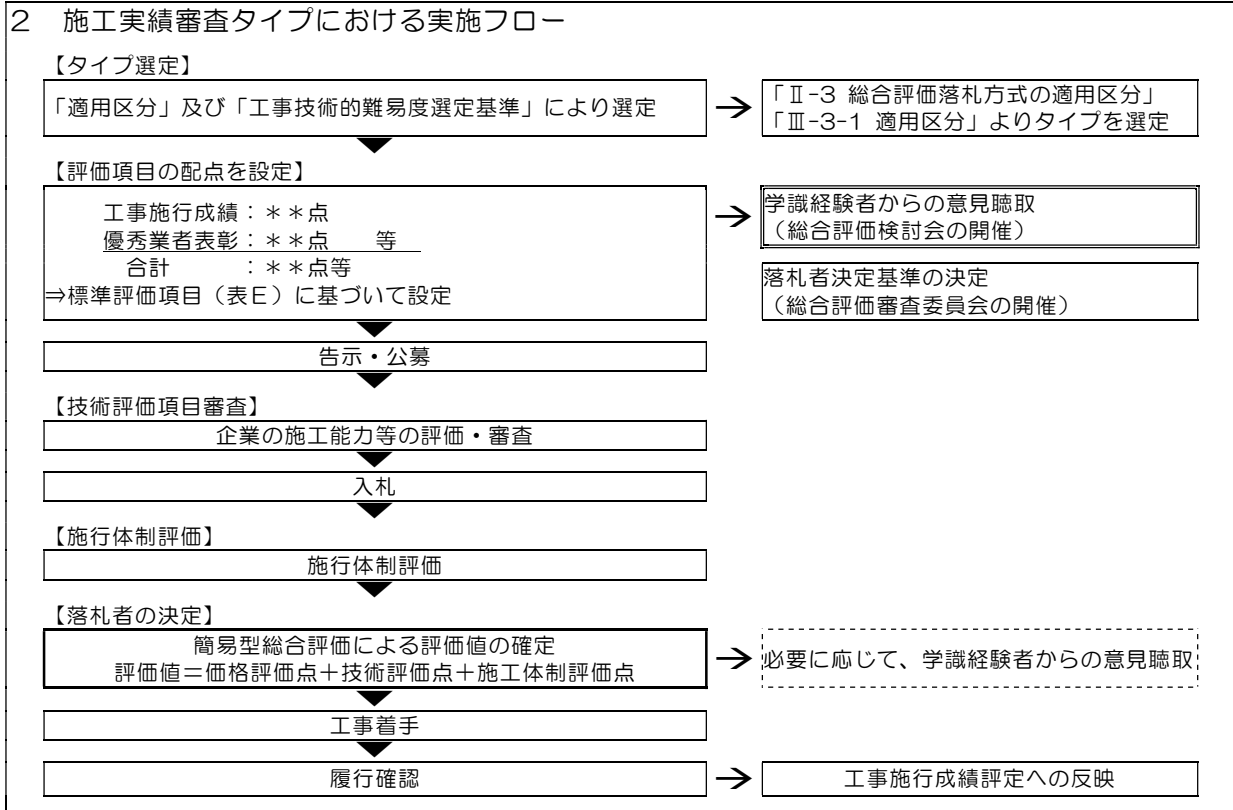 2 施工実績審査タイプにおける実施フロー
【タイプ選定】
「適用区分」及び「工事技術的難易度選定基準」により選定
「Ⅱ-3 総合評価落札方式の適用区分」
「Ⅲ-3-1 適用区分」よりタイプを選定
【評価項目の配点を設定】
工事施行成績：＊＊点
優秀業者表彰：＊＊点 等
合計 ：＊＊点等
⇒標準評価項目（表E）に基づいて設定
学識経験者からの意見聴取
（総合評価検討会の開催）
落札者決定基準の決定
（総合評価審査委員会の開催）
告示・公募
【技術評価項目審査】
企業の施工能力等の評価・審査
入札
【施行体制評価】
施行体制評価
【落札者の決定】
簡易型総合評価による評価値の確定
評価値＝価格評価点＋技術評価点＋施工体制評価点
必要に応じて、学識経験者からの意見聴取
工事着手
履行確認
工事施行成績評定への反映